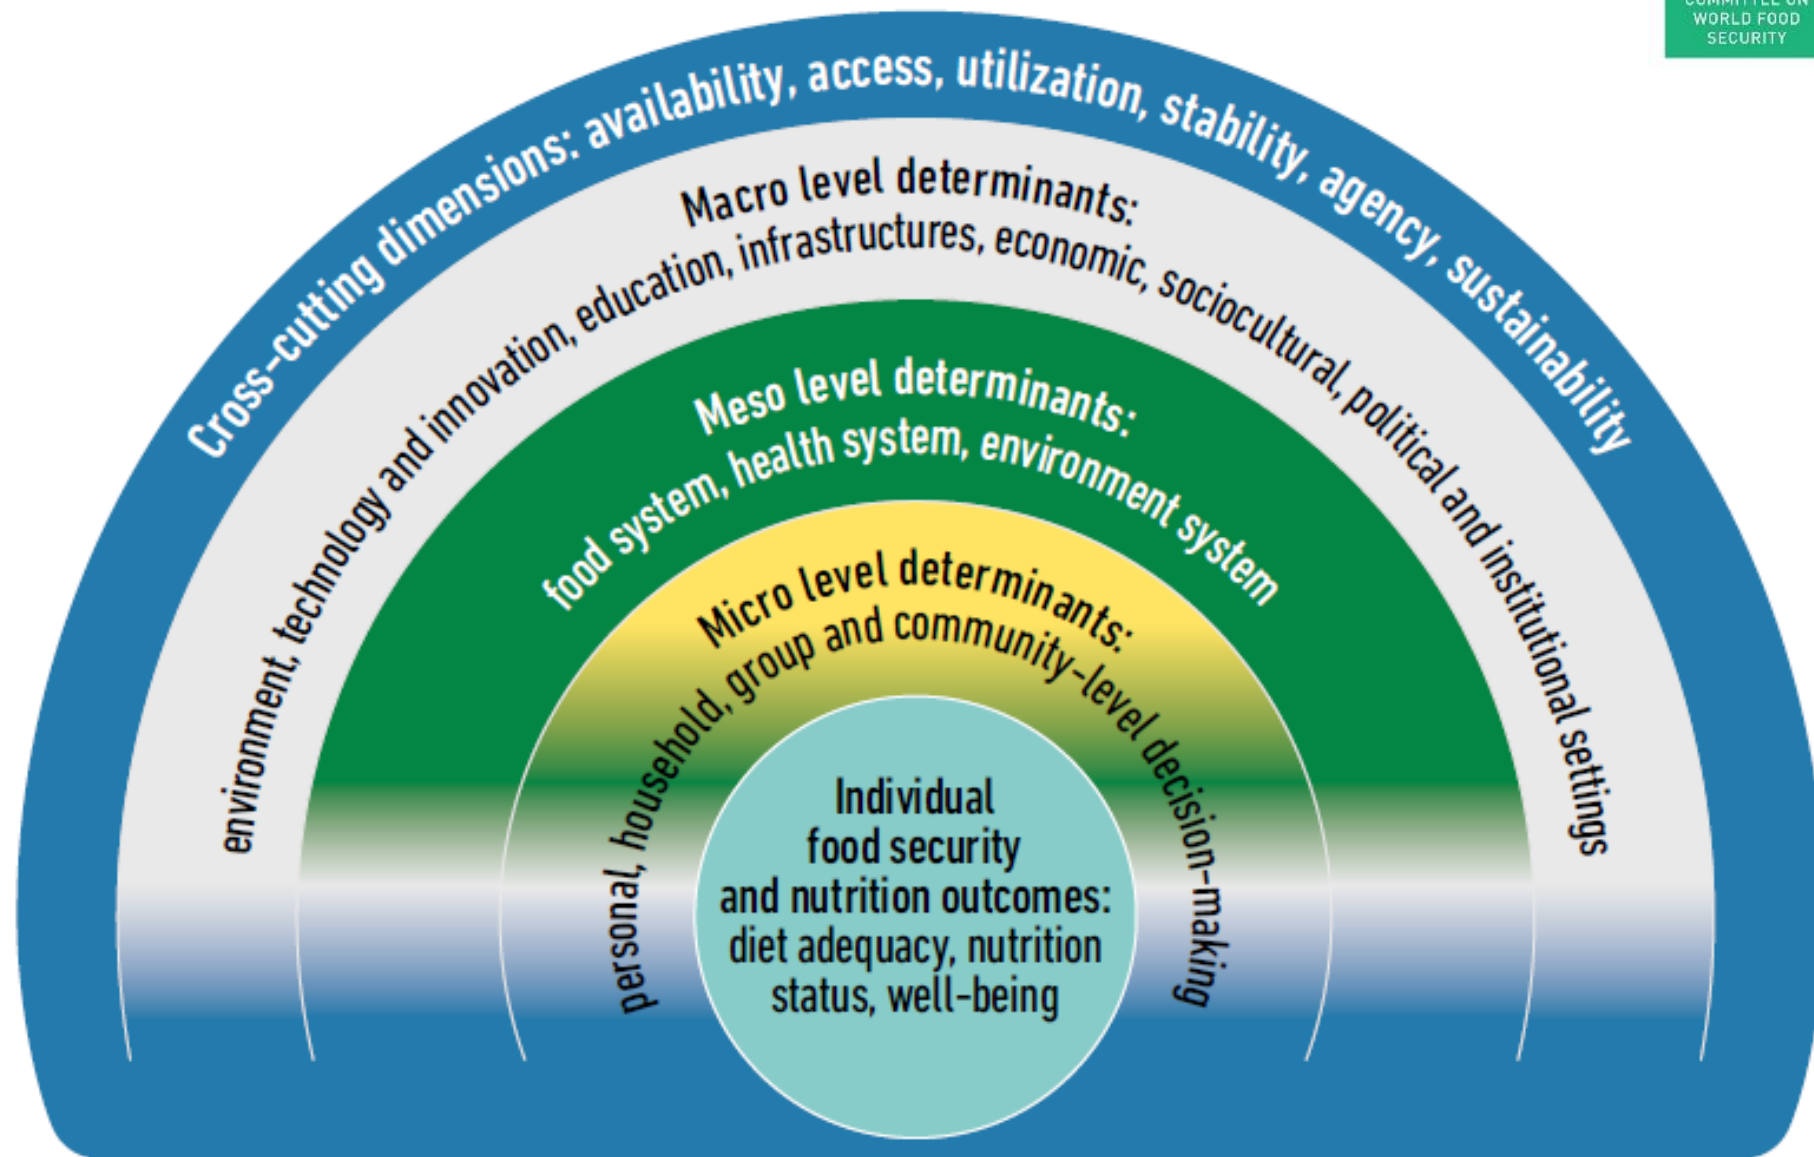 COMMITTEE ON
WORLD FOOD
SECURITY
Cross-cutting dimensions: availability, access, utilization, stability, agency, sustainability
Macro level determinants:
environment, technology and innovation, education, infrastructures, economic, sociocultural, political and institutional settings
Meso level determinants:
food system, health system, environment system
Micro level determinants:
personal, household, group and community-level decision-making
Individual
food security
and nutrition outcomes:
diet adequacy, nutrition
status, well-being